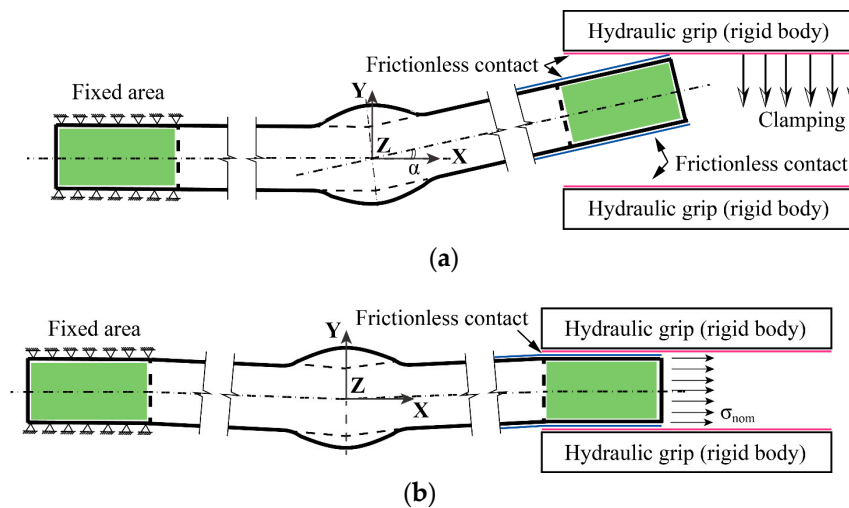 Hydraulic grip (rigid body)
Frictionless contact
Fixed area
Y
Z
X
α
Clamping
Frictionless contact
Hydraulic grip (rigid body)
(a)
Fixed area
Frictionless contact
Y
Hydraulic grip (rigid body)
Z
X
σnom
Hydraulic grip (rigid body)
(b)